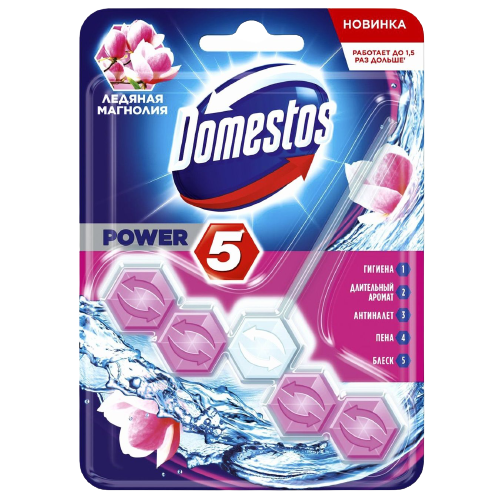 НОВИНКА
РАБОТАЕТ ДО 1,5
РАЗ ДОЛЬШЕ
ЛЕДЯНАЯ
МАГНОЛИЯ
Domestos
POWER 5
ГИГИЕНА 1
ДЛИТЕЛЬНЫЙ
АРОМАТ 2
АНТИНАЛЕТ 3
ПЕНА 4
БЛЕСК 5